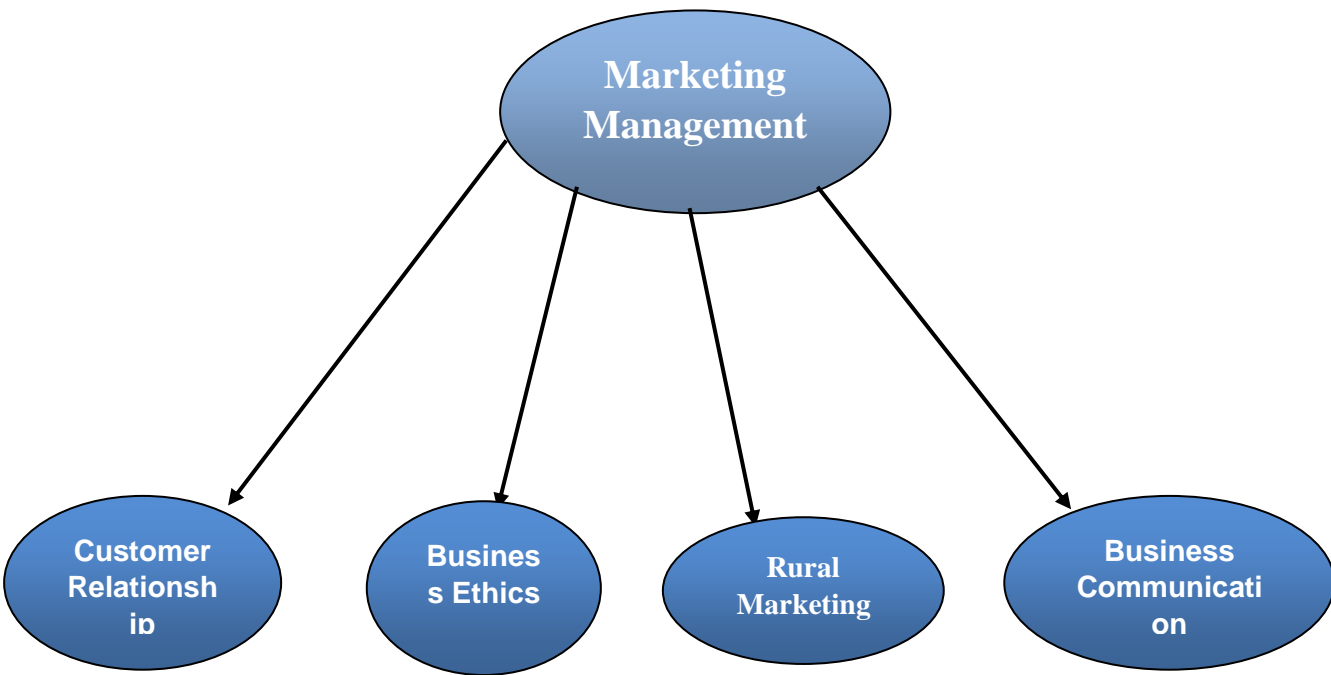 Marketing
Management
Customer
Relationsh
ip
Busines
s Ethics
Rural
Marketing
Business
Communicati
on